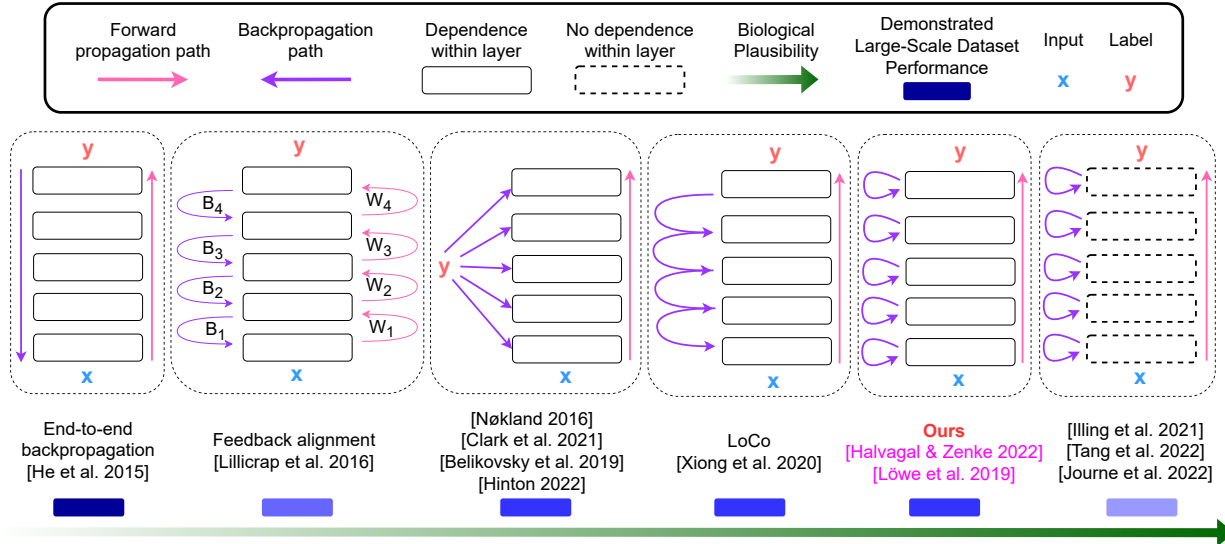 Forward
propagation path
Backpropagation
path
Dependence
within layer
No dependence
within layer
Biological
Plausibility
Demonstrated
Large-Scale Dataset
Performance
Input
x
Label
y
y
x
End-to-end
backpropagation
[He et al. 2015]
y
B4
B3
B2
B1
W4
W3
W2
W1
x
Feedback alignment
[Lillicrap et al. 2016]
y
x
[Nøkland 2016]
[Clark et al. 2021]
[Belikovsky et al. 2019]
[Hinton 2022]
y
x
LoCo
[Xiong et al. 2020]
y
x
Ours
[Halvagal & Zenke 2022]
[Löwe et al. 2019]
y
x
[Illing et al. 2021]
[Tang et al. 2022]
[Journe et al. 2022]